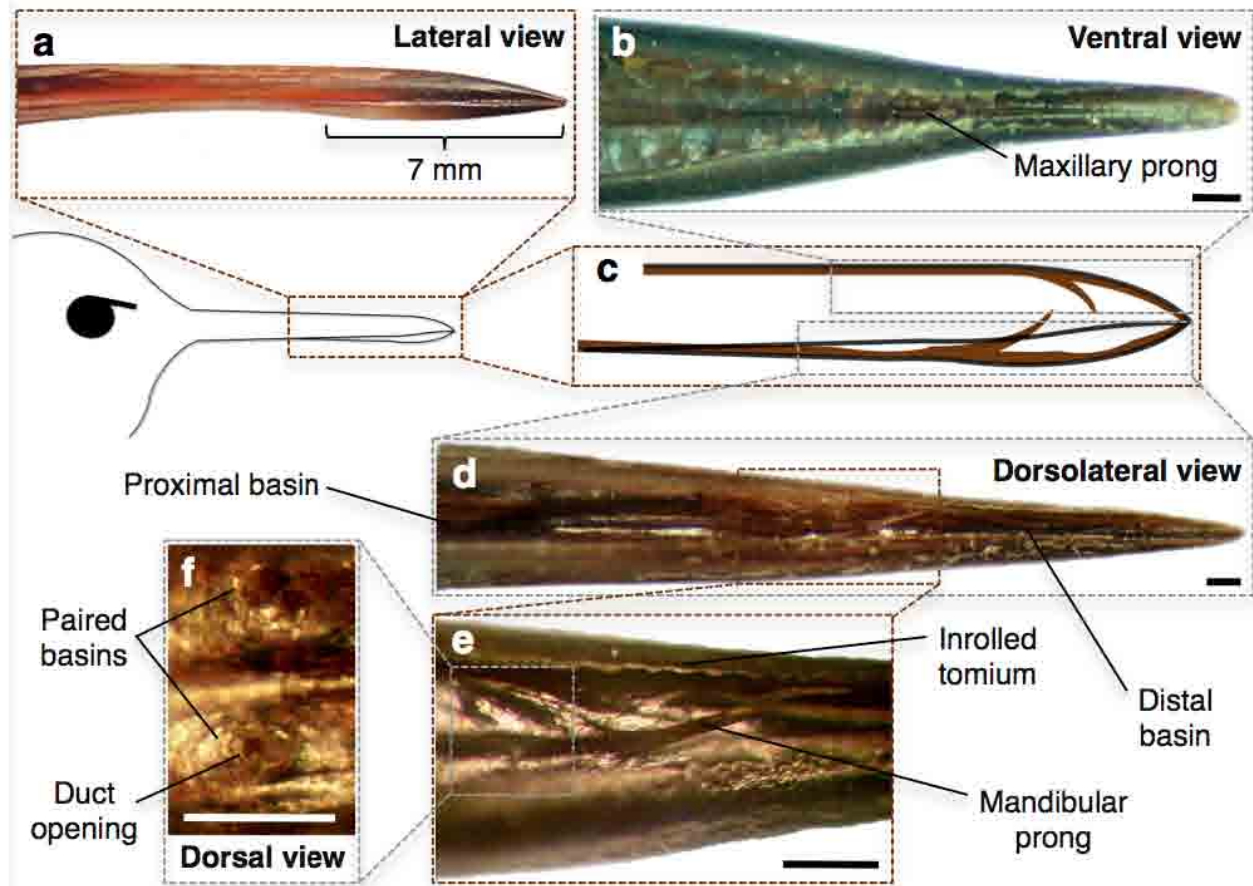 a
Lateral view
7 mm
b
Ventral view
Maxillary prong
c
Proximal basin
d
Dorsolateral view
f
Paired
basins
Duct
opening
Dorsal view
e
Inrolled
tomium
Distal
basin
Mandibular
prong